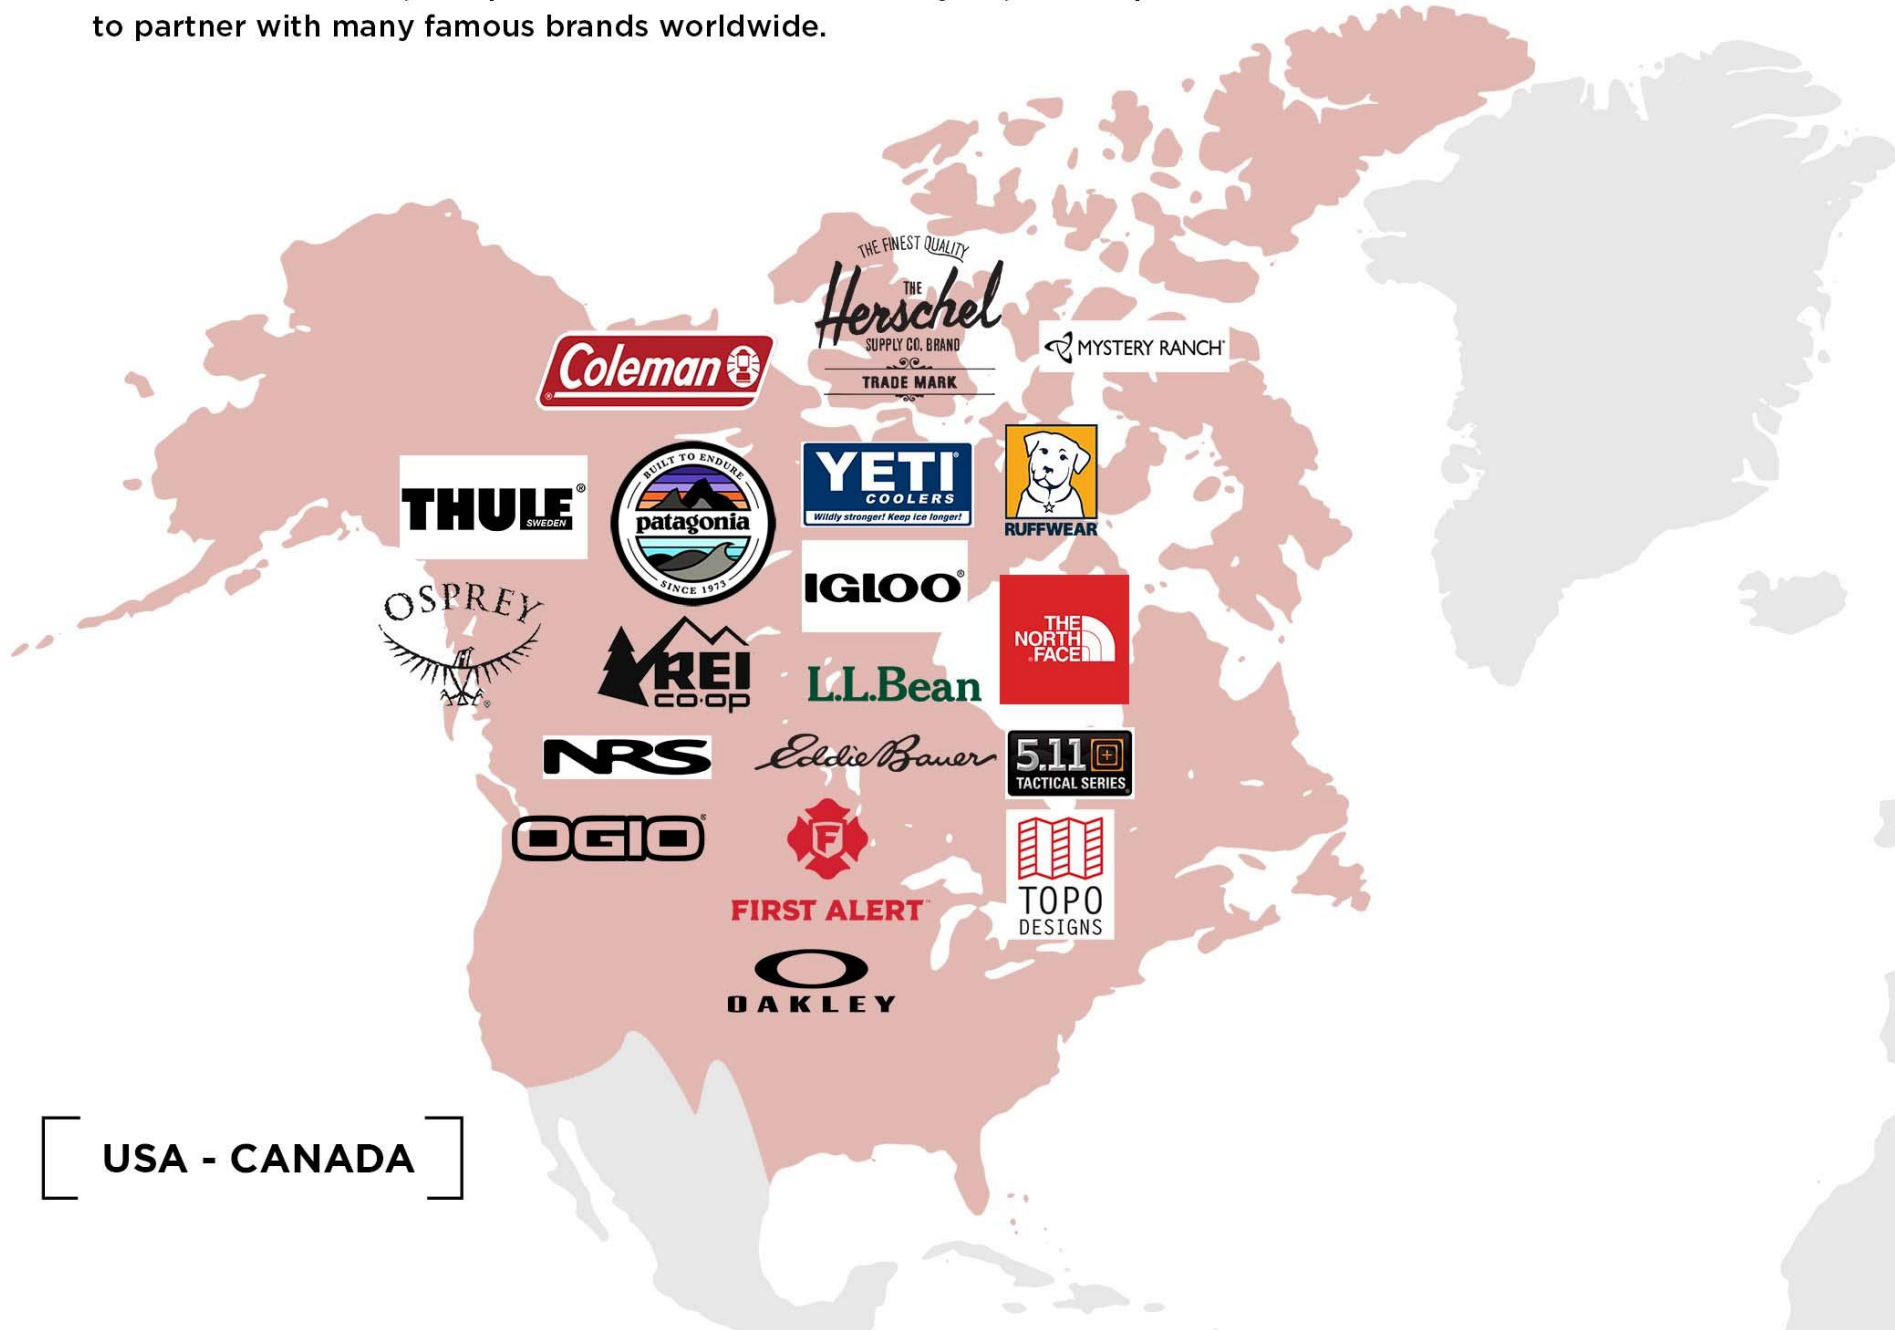 to partner with many famous brands worldwide.
THE FINEST QUALITY
THE
Herschel
SUPPLY CO. BRAND
TRADE MARK
Coleman
MYSTERY RANCH
THULE
SWEDEN
BUILT TO ENDURE
patagonia
SINCE 1973
YETI
COOLERS
Wildly stronger! Keep ice longer!
RUFFWEAR
OSPREY
IGLOO
THE
NORTH
FACE
REI
CO·OP
L.L.Bean
NRS
Eddie Bauer
5.11
TACTICAL SERIES
OGIO
F
FIRST ALERT
TOPO
DESIGNS
OAKLEY
USA - CANADA